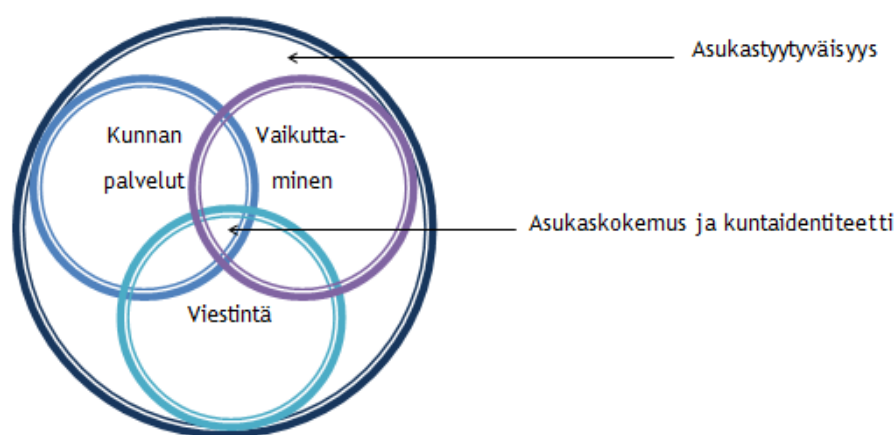 Asukastyytyväisyys
Kunnan
palvelut
Vaikutta-
minen
Asukaskokemus ja kuntaidentiteetti
Viestintä